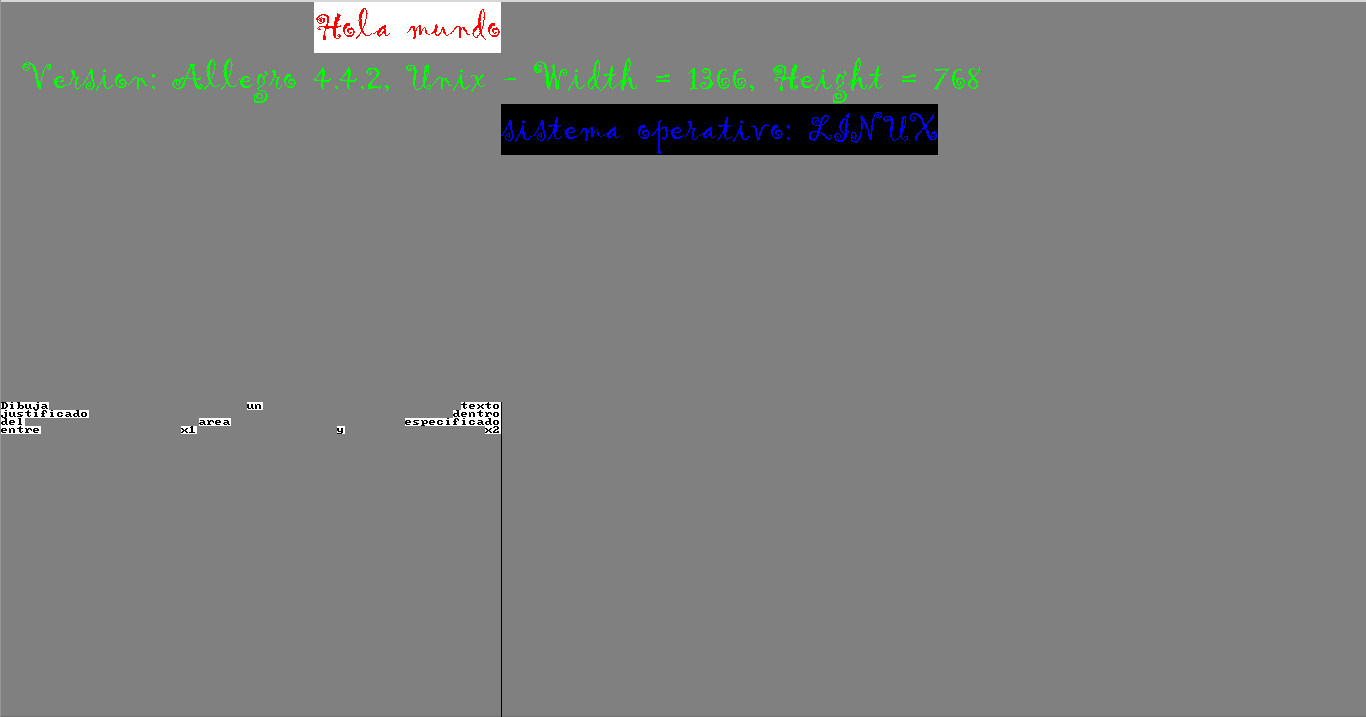 Hola mundo
Version: Allegro 4.4.2, Unix - Width = 1366, Height = 768
sistema operativo: LINUX
Dibuja un texto
justificado dentro
del area especificado
entre x1 y x2